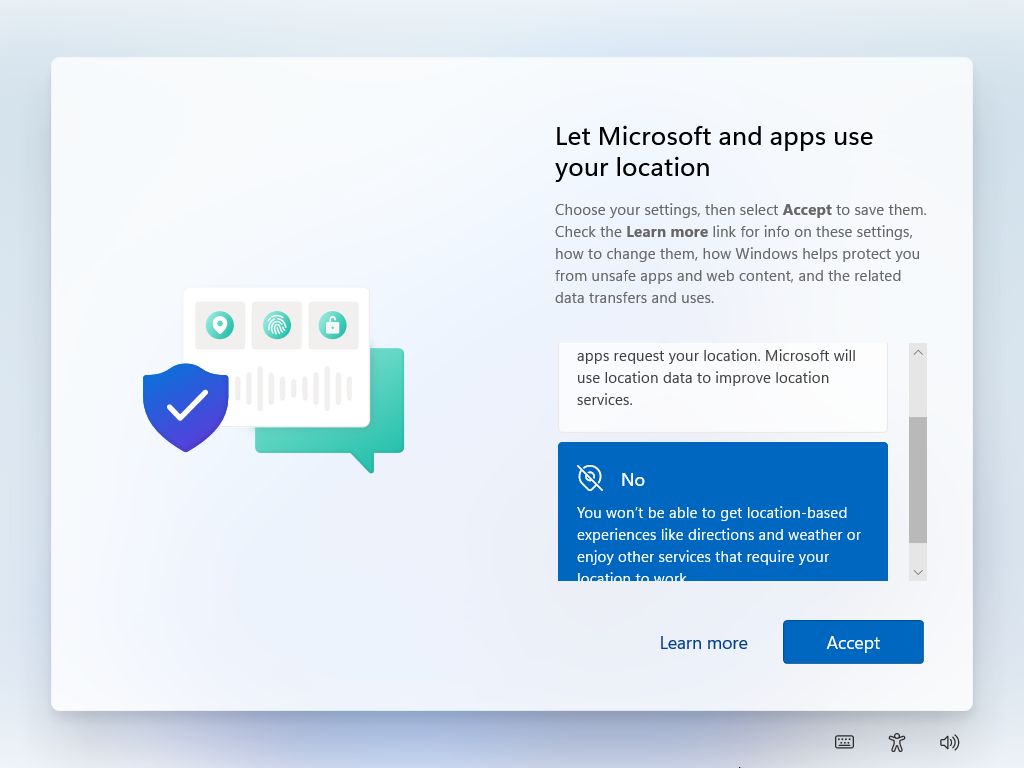 Let Microsoft and apps use
your location
Choose your settings, then select Accept to save them.
Check the Learn more link for info on these settings,
how to change them, how Windows helps protect you
from unsafe apps and web content, and the related
data transfers and uses.
apps request your location. Microsoft will
use location data to improve location
services.
No
You won’t be able to get location-based
experiences like directions and weather or
enjoy other services that require your
location to work
Learn more
Accept